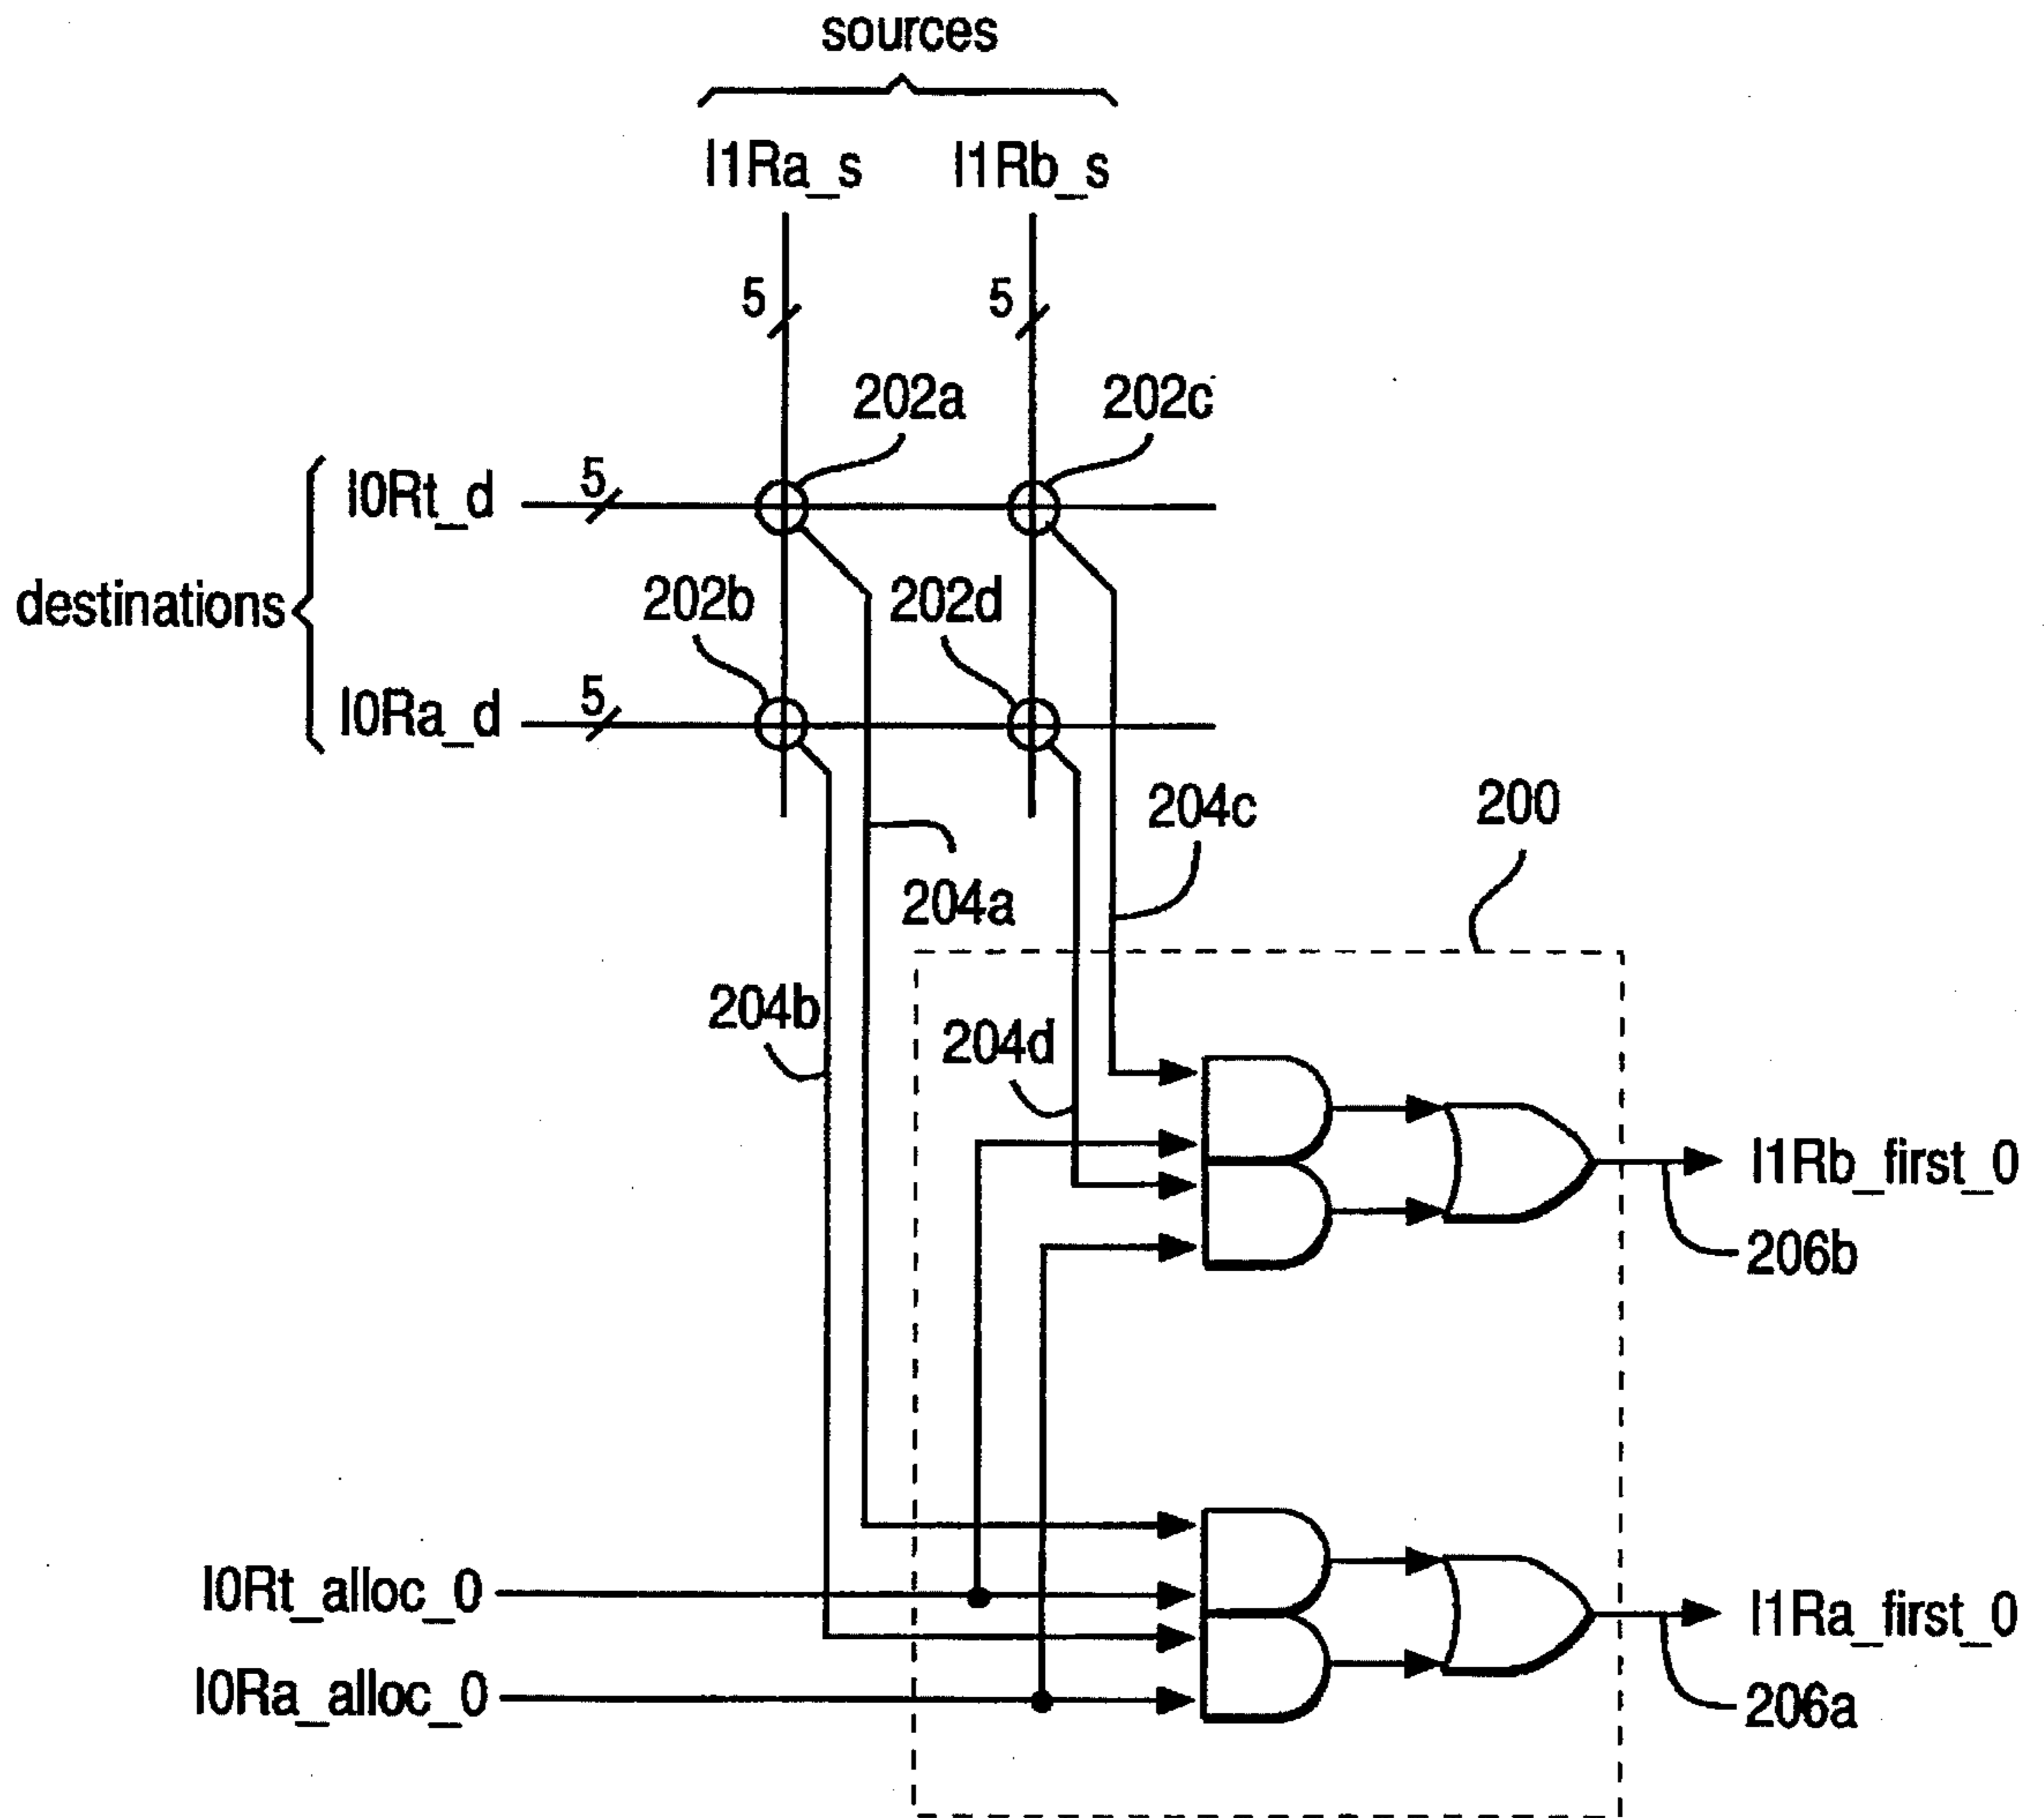 sources
I1Ra_s I1Rb_s
5 5
202a 202c
I0Rt_d 5
destinations
202b 202d
I0Ra_d 5
204c 200
204a
204b
204d
I1Rb_first_0
206b
I0Rt_alloc_0
I1Ra_first_0
I0Ra_alloc_0
206a